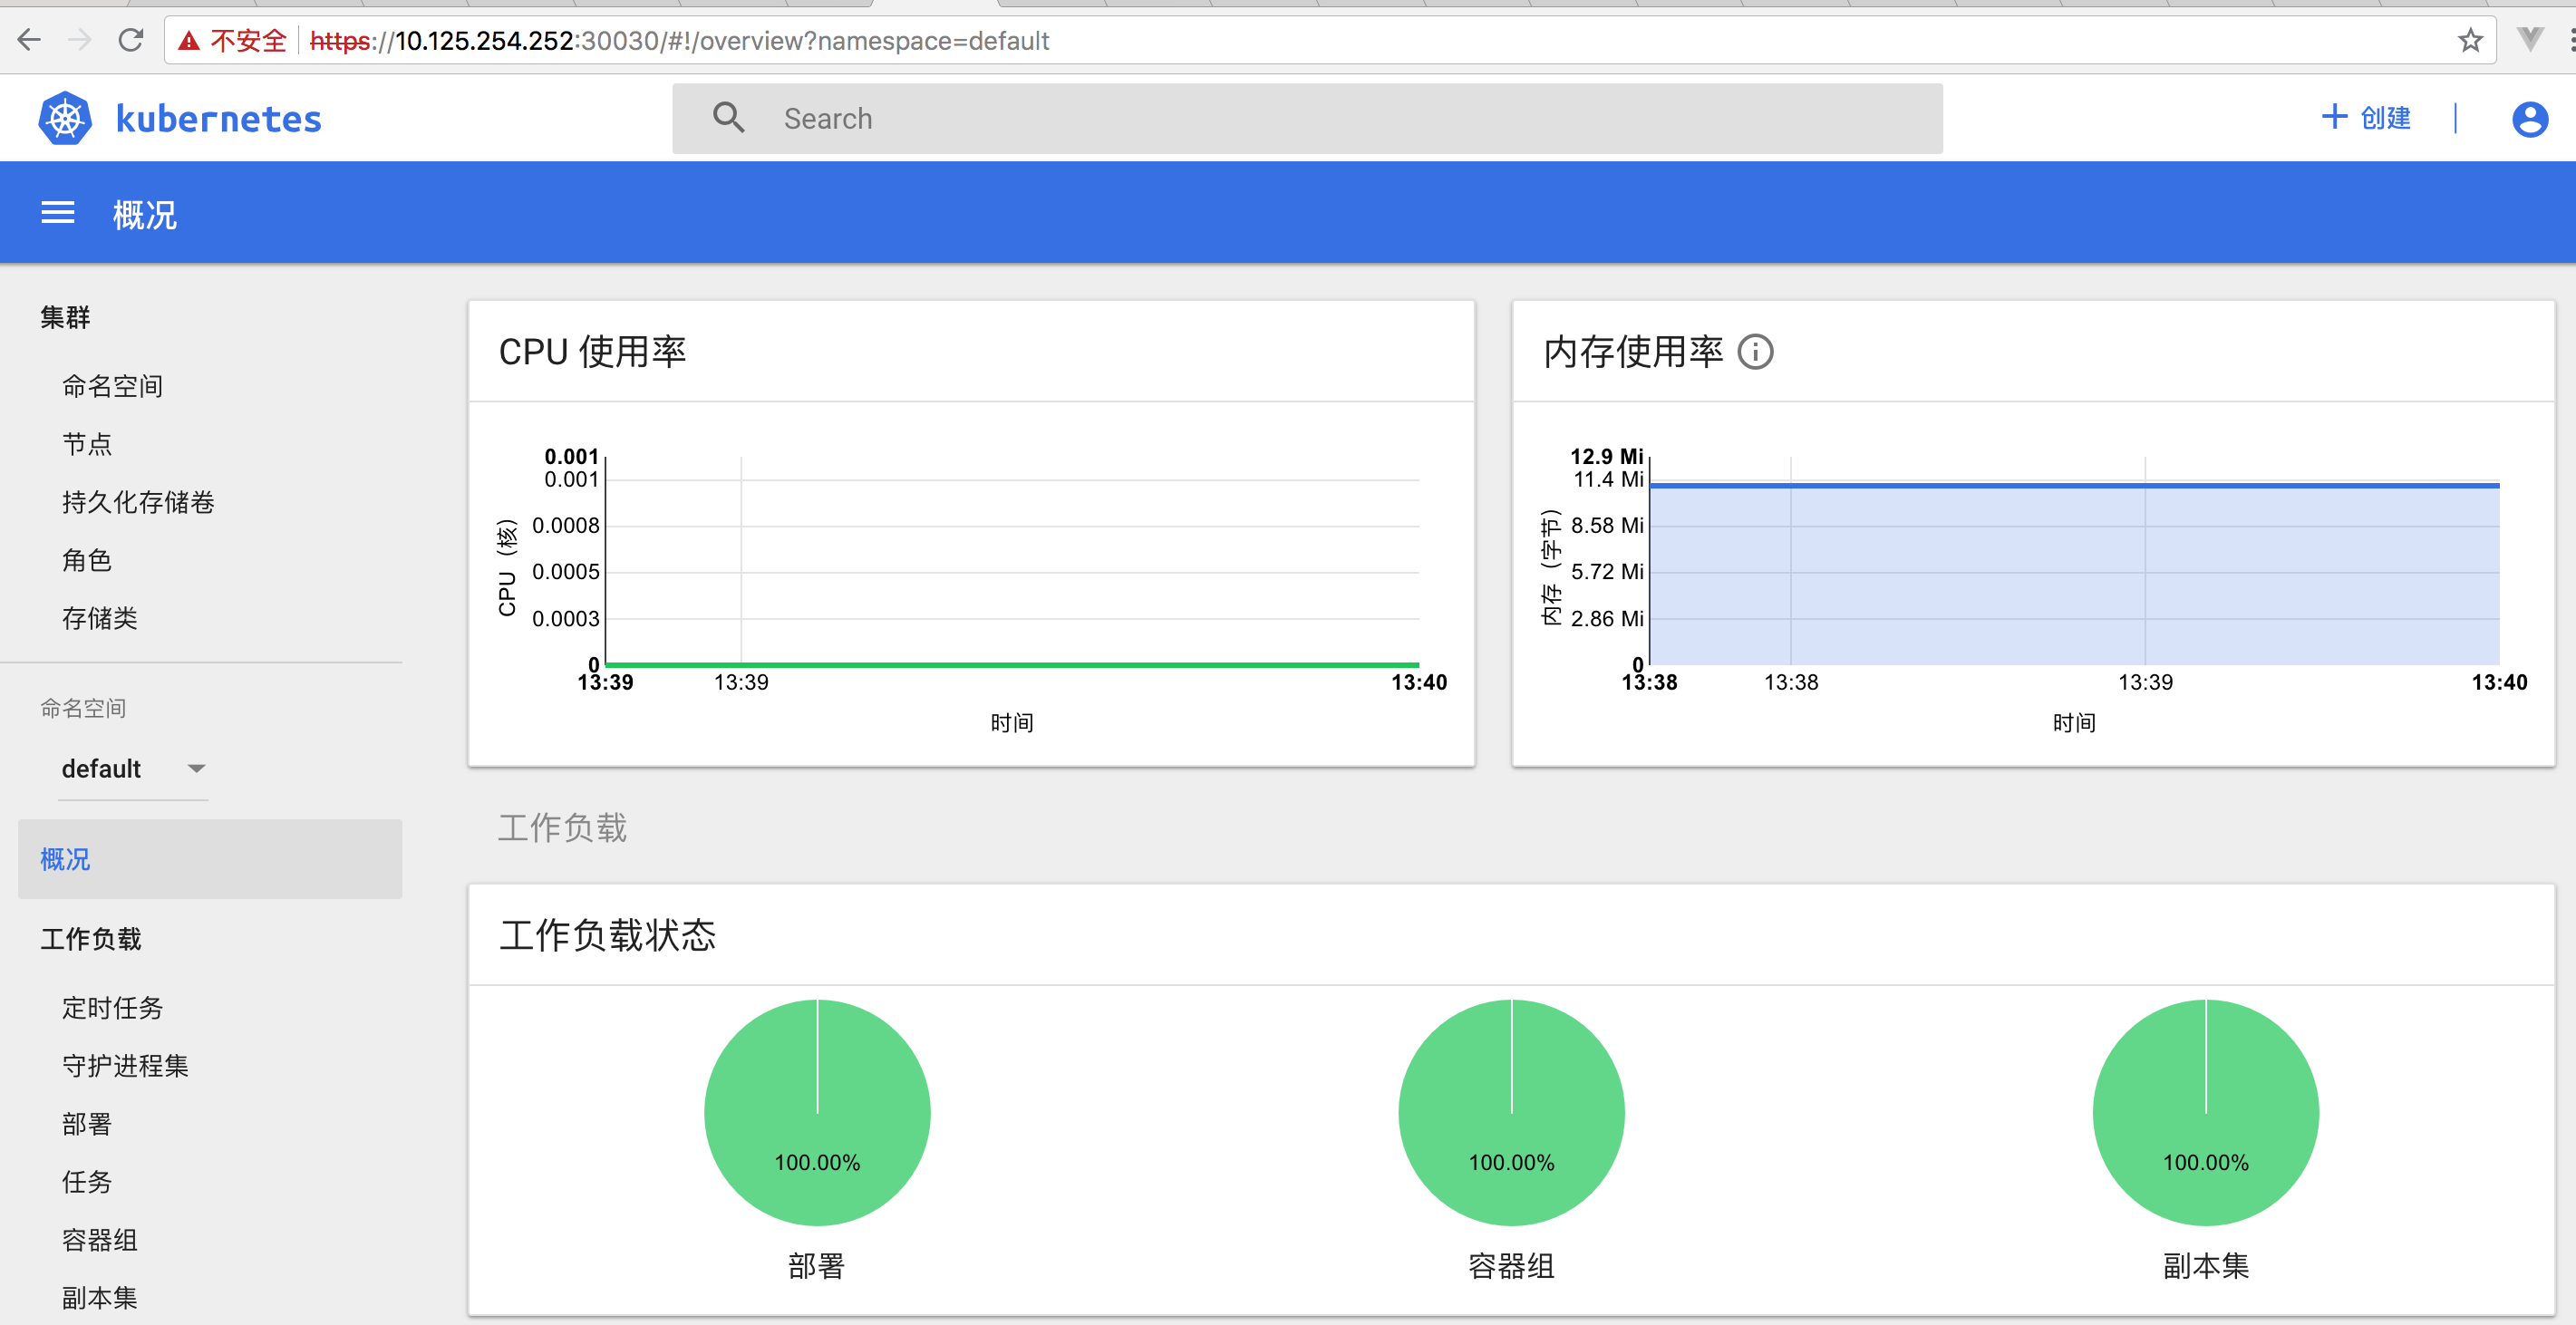 不安全 https://10.125.254.252:30030/#!/overview?namespace=default
kubernetes
Search
创建
概况
集群
命名空间
节点
持久化存储卷
角色
存储类
命名空间
default
概况
工作负载
定时任务
守护进程集
部署
任务
容器组
副本集
CPU 使用率
CPU（核）
0.001
0.001
0.0008
0.0005
0.0003
0
13:39
13:39
13:40
时间
内存使用率
内存（字节）
12.9 Mi
11.4 Mi
8.58 Mi
5.72 Mi
2.86 Mi
0
13:38
13:38
13:39
13:40
时间
工作负载
工作负载状态
100.00%
部署
100.00%
容器组
100.00%
副本集